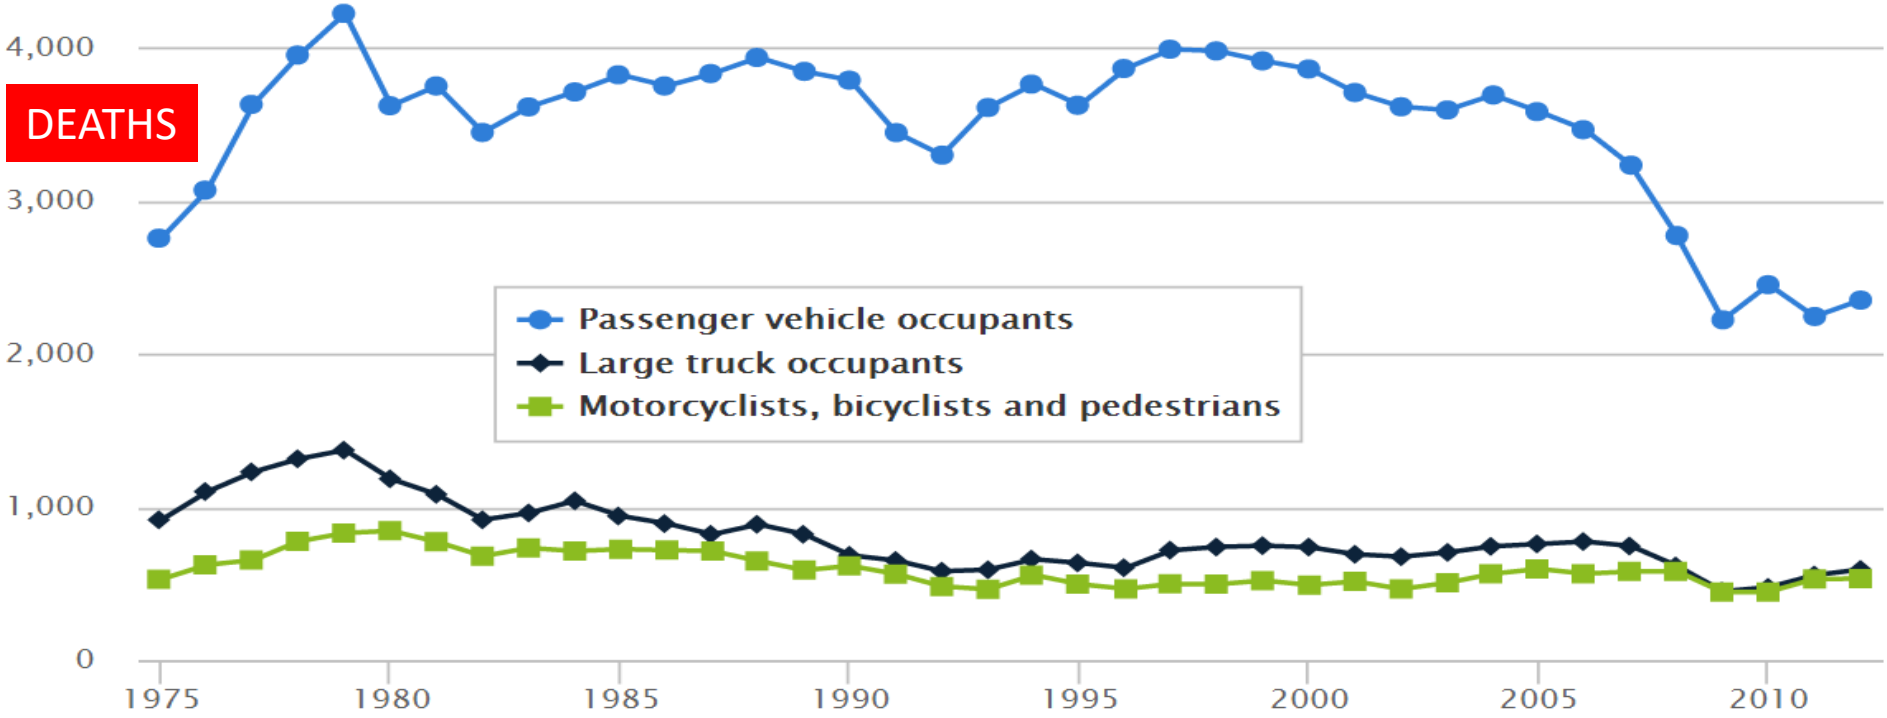 4,000
DEATHS
3,000
2,000
Passenger vehicle occupants
Large truck occupants
Motorcyclists, bicyclists and pedestrians
1,000
0
1975 1980 1985 1990 1995 2000 2005 2010